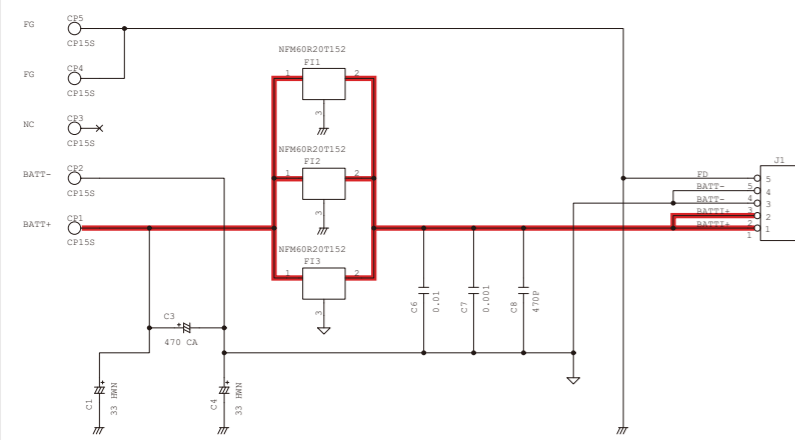 FG
CP5
CP15S
FG
CP4
CP15S
NC
CP3
CP15S
BATT-
CP2
CP15S
BATT+
CP1
CP15S
NFM60R20T152
FI1
1
2
3
NFM60R20T152
FI2
1
2
3
NFM60R20T152
FI3
1
2
3
C3
+
470 CA
C1
+
33 HWN
C4
+
33 HWN
C6
0.01
C7
0.001
C8
470P
J1
FD
5
BATT-
5
4
BATT-
4
3
BATTI+
3
2
BATTI+
2
1
1